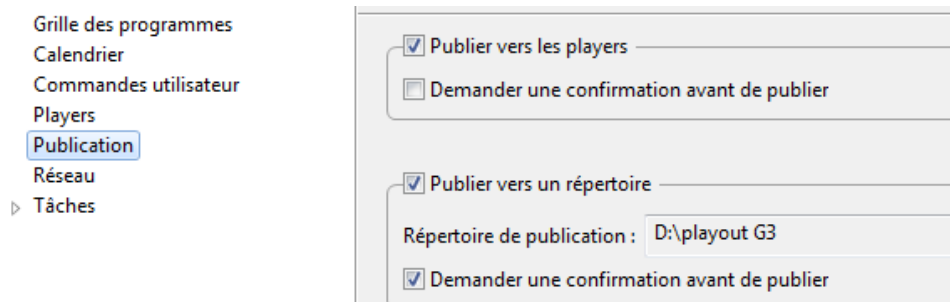 Grille des programmes
Calendrier
Commandes utilisateur
Players
Publication
Réseau
Tâches
Publier vers les players
Demander une confirmation avant de publier
Publier vers un répertoire
Répertoire de publication : D:\playout G3
Demander une confirmation avant de publier